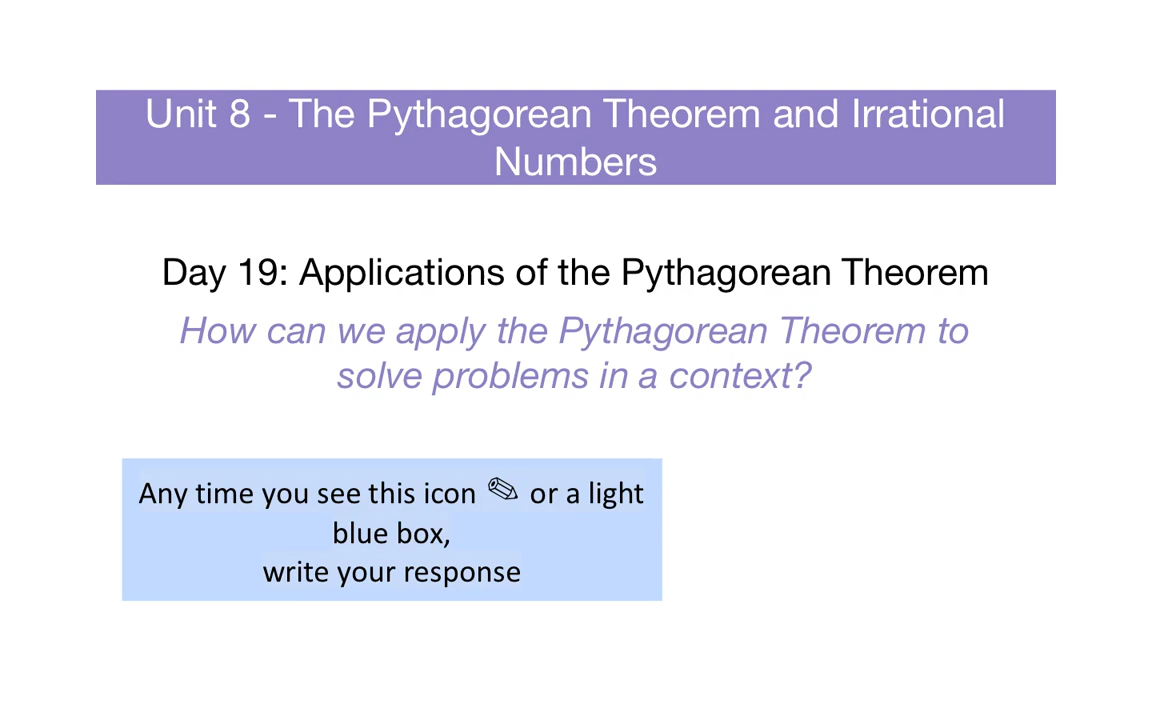 Unit 8 - The Pythagorean Theorem and Irrational
Numbers
Day 19: Applications of the Pythagorean Theorem
How can we apply the Pythagorean Theorem to
solve problems in a context?
Any time you see this icon ✎ or a light
blue box,
write your response